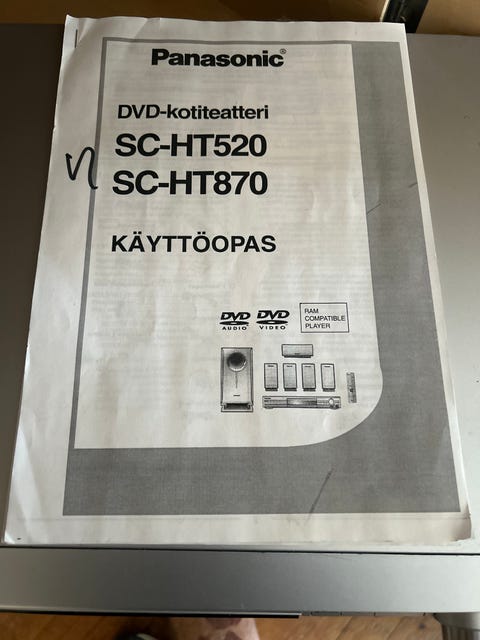 Panasonic®
DVD-kotiteatteri
SC-HT520
SC-HT870
KÄYTTÖOPAS
DVD
AUDIO
DVD
VIDEO
RAM
COMPATIBLE
PLAYER